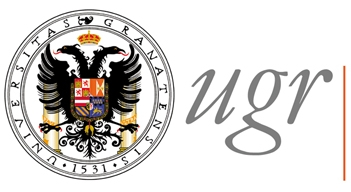 UNIVERSITAS GRANATENSIS
· 1531 ·
ugr